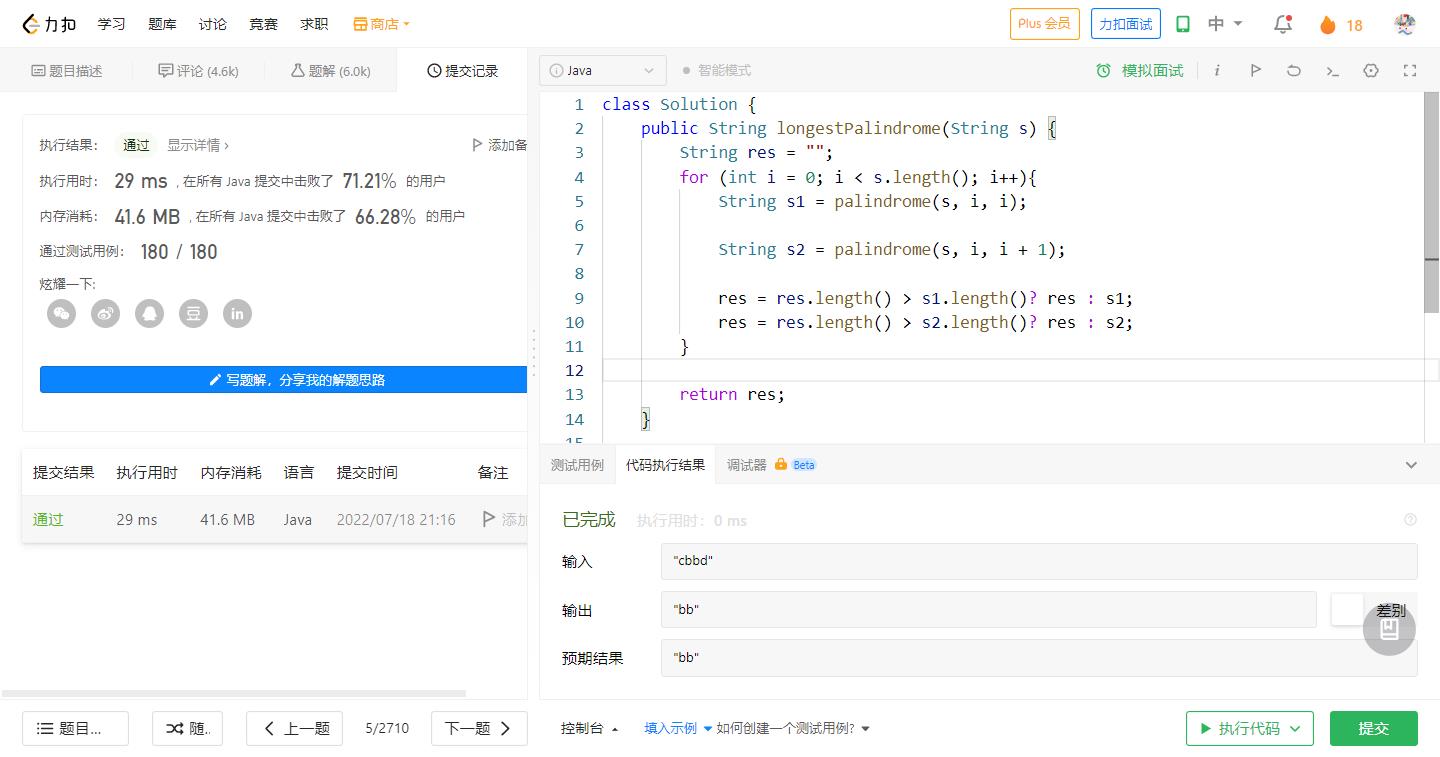 力扣 学习 题库 讨论 竞赛 求职 商店 Plus 会员 力扣面试 中 18
题目描述 评论 (4.6k) 题解 (6.0k) 提交记录
i Java 智能模式 模拟面试 i
执行结果： 通过 显示详情 › 添加备
执行用时： 29 ms , 在所有 Java 提交中击败了 71.21% 的用户
内存消耗： 41.6 MB , 在所有 Java 提交中击败了 66.28% 的用户
通过测试用例： 180 / 180
炫耀一下:
豆 in
写题解，分享我的解题思路
提交结果 执行用时 内存消耗 语言 提交时间 备注
通过 29 ms 41.6 MB Java 2022/07/18 21:16 添加
1 class Solution {
2 public String longestPalindrome(String s) {
3 String res = "";
4 for (int i = 0; i < s.length(); i++){
5 String s1 = palindrome(s, i, i);
6
7 String s2 = palindrome(s, i, i + 1);
8
9 res = res.length() > s1.length()? res : s1;
10 res = res.length() > s2.length()? res : s2;
11 }
12
13 return res;
14 }
15
测试用例 代码执行结果 调试器 Beta
已完成 执行用时：0 ms
输入 "cbbd"
输出 "bb" 差别
预期结果 "bb"
题目... 随.. 上一题 5/2710 下一题 控制台 填入示例 如何创建一个测试用例? 执行代码 提交